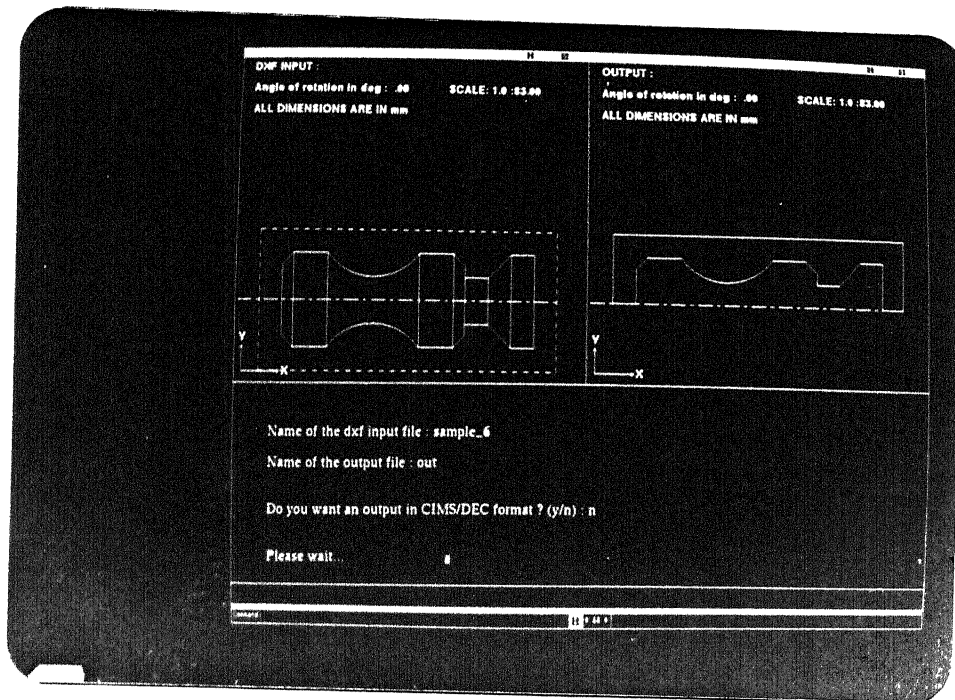 DXF INPUT :
Angle of rotation in deg : .00 SCALE: 1.0 :53.00
ALL DIMENSIONS ARE IN mm
Y
X
OUTPUT :
Angle of rotation in deg : .00 SCALE: 1.0 :53.00
ALL DIMENSIONS ARE IN mm
Y
X
Name of the dxf input file : sample_6
Name of the output file : out
Do you want an output in CIMS/DEC format ? (y/n) : n
Please wait...